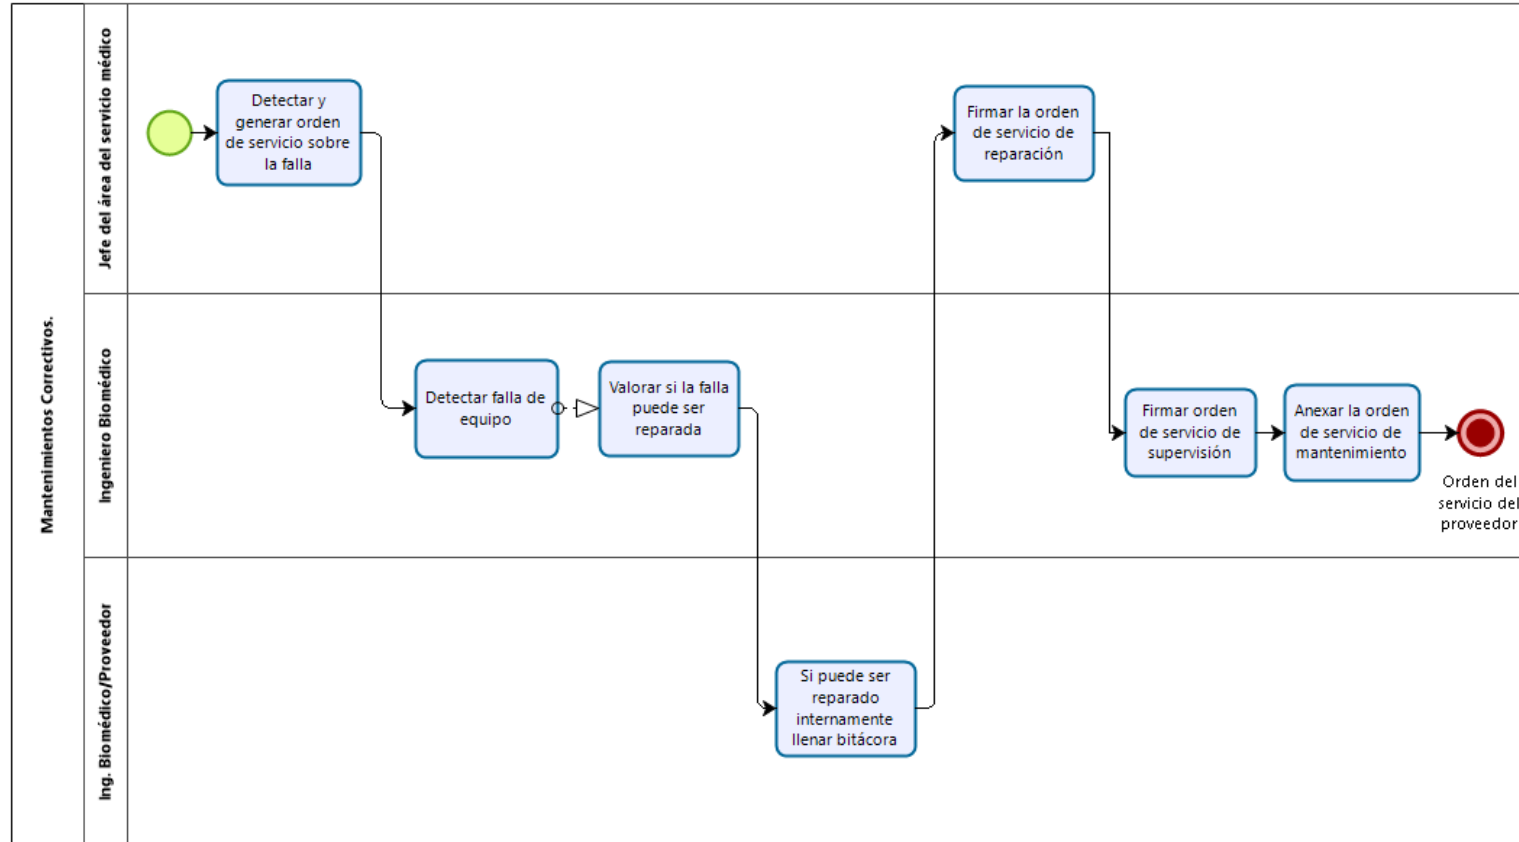 Mantenimientos Correctivos.
Jefe del área del servicio médico
Detectar y
generar orden
de servicio sobre
la falla
Firmar la orden
de servicio de
reparación
Ingeniero Biomédico
Detectar falla de
equipo
Valorar si la falla
puede ser
reparada
Firmar orden
de servicio de
supervisión
Anexar la orden
de servicio de
mantenimiento
Orden del
servicio del
proveedor
Ing. Biomédico/Proveedor
Si puede ser
reparado
internamente
llenar bitácora